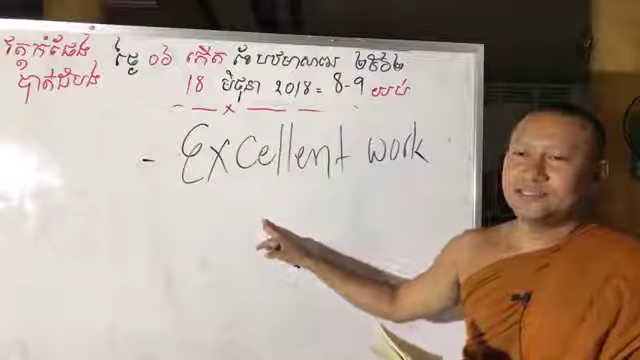 វត្តកំផែង
បាត់ដំបង
ថ្ងៃ ០៦ កើត ខែបឋមាសាឍ ២៥៦២
18 មិថុនា 2018 = 8-9 យប់
- Excellent work